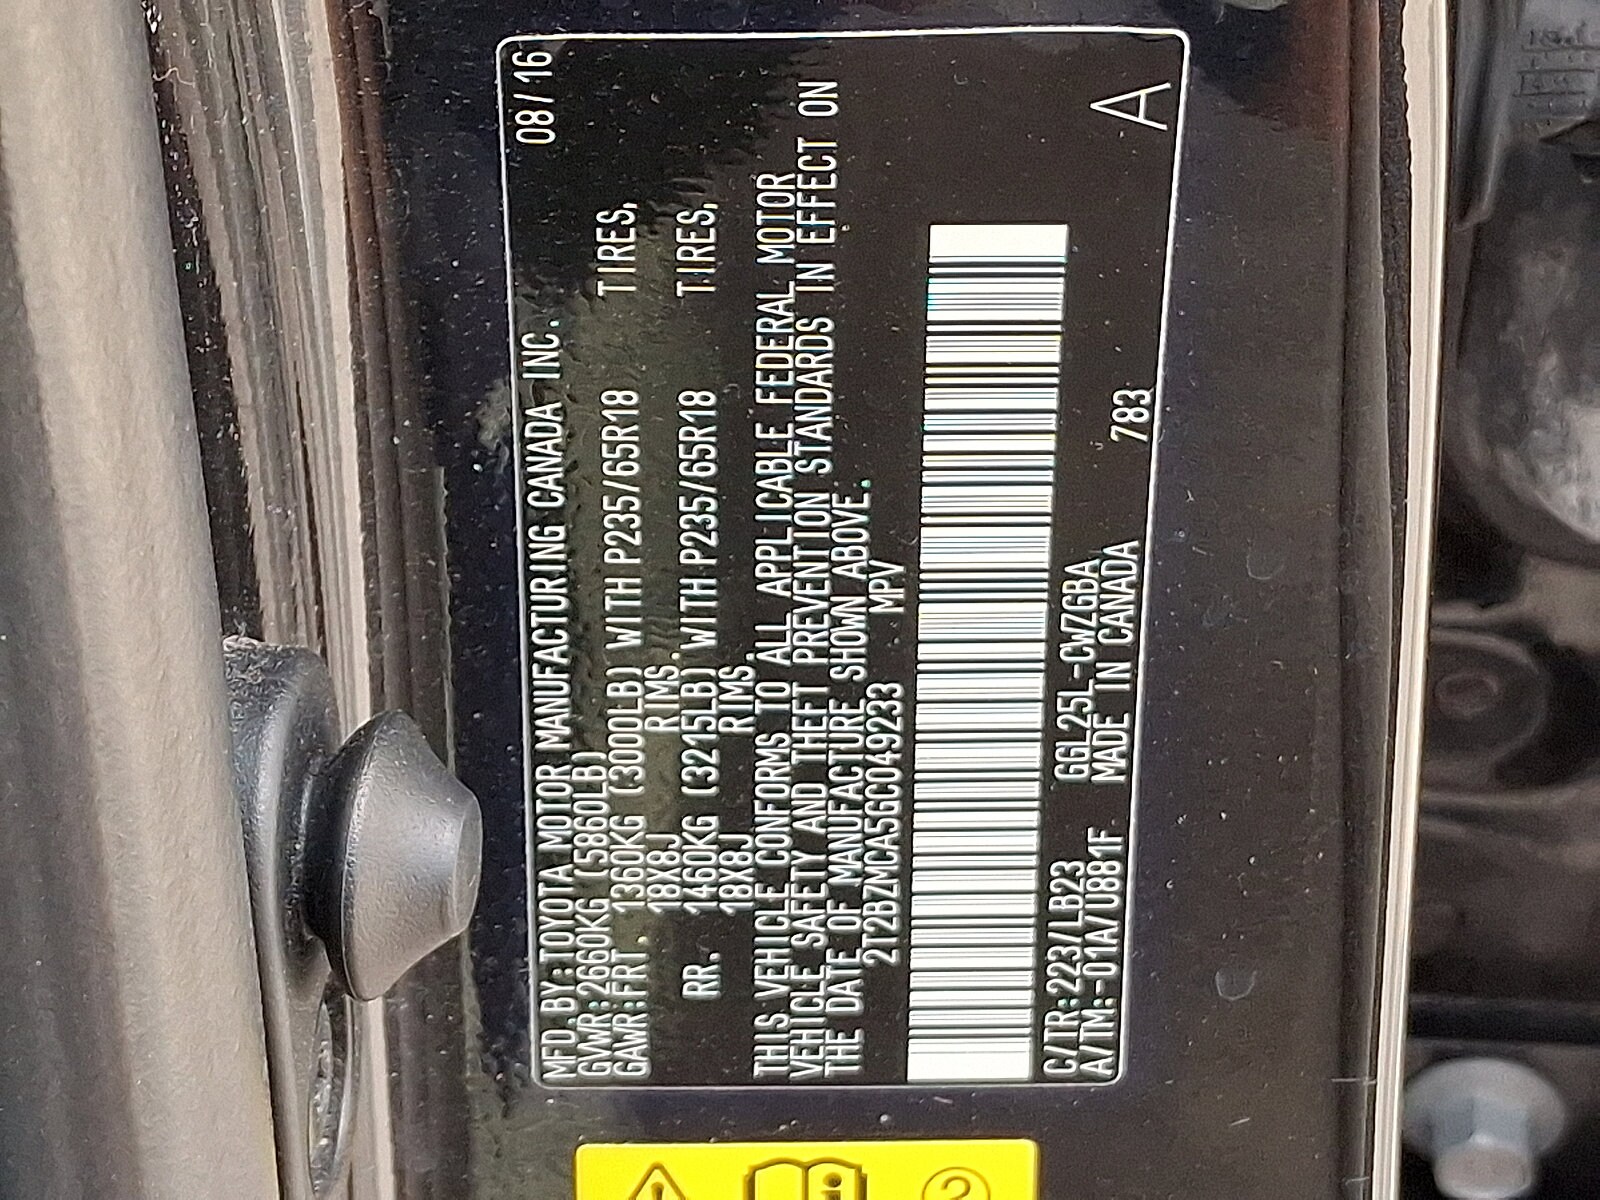 MFD.BY:TOYOTA MOTOR MANUFACTURING CANADA INC. 08/16
GVWR:2660KG (5860LB)
GAWR:FRT. 1360KG (3000LB) WITH P235/65R18 TIRES,
18X8J RIMS.
RR. 1460KG (3215LB) WITH P235/65R18 TIRES,
18X8J RIMS.
THIS VEHICLE CONFORMS TO ALL APPLICABLE FEDERAL MOTOR
VEHICLE SAFETY AND THEFT PREVENTION STANDARDS IN EFFECT ON
THE DATE OF MANUFACTURE SHOWN ABOVE.
2T2BZMCA5GC049233 MPV
C/TR:223/LB23 GGL25L-CWZGBA
A/TM:-01A/U881F MADE IN CANADA 783 A